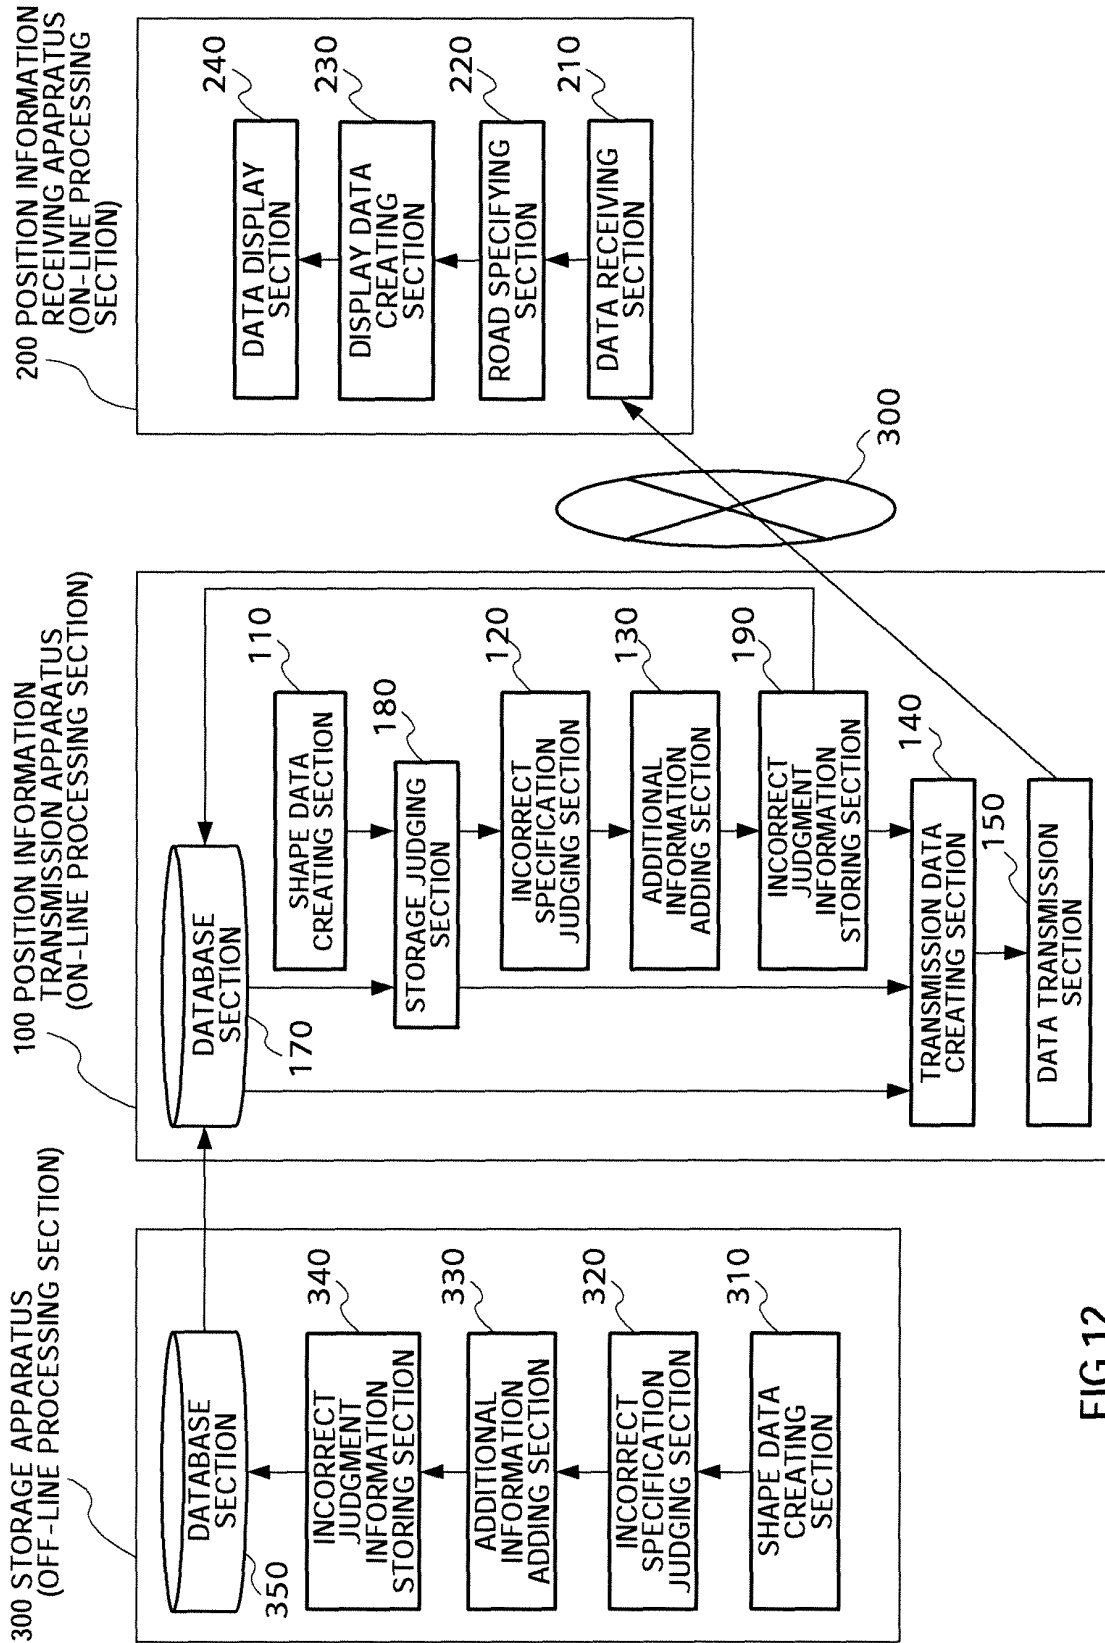 300 STORAGE APPARATUS
(OFF-LINE PROCESSING SECTION)
DATABASE
SECTION
350
INCORRECT
JUDGMENT
INFORMATION
STORING SECTION
340
ADDITIONAL
INFORMATION
ADDING SECTION
330
INCORRECT
SPECIFICATION
JUDGING SECTION
320
SHAPE DATA
CREATING
SECTION
310
100 POSITION INFORMATION
TRANSMISSION APPARATUS
(ON-LINE PROCESSING SECTION)
DATABASE
SECTION
170
SHAPE DATA
CREATING SECTION
110
STORAGE JUDGING
SECTION
180
INCORRECT
SPECIFICATION
JUDGING SECTION
120
ADDITIONAL
INFORMATION
ADDING SECTION
130
INCORRECT
JUDGMENT
INFORMATION
STORING SECTION
190
TRANSMISSION DATA
CREATING SECTION
140
DATA TRANSMISSION
SECTION
150
300
200 POSITION INFORMATION
RECEIVING APAPRATUS
(ON-LINE PROCESSING
SECTION)
DATA DISPLAY
SECTION
240
DISPLAY DATA
CREATING
SECTION
230
ROAD SPECIFYING
SECTION
220
DATA RECEIVING
SECTION
210
FIG.12